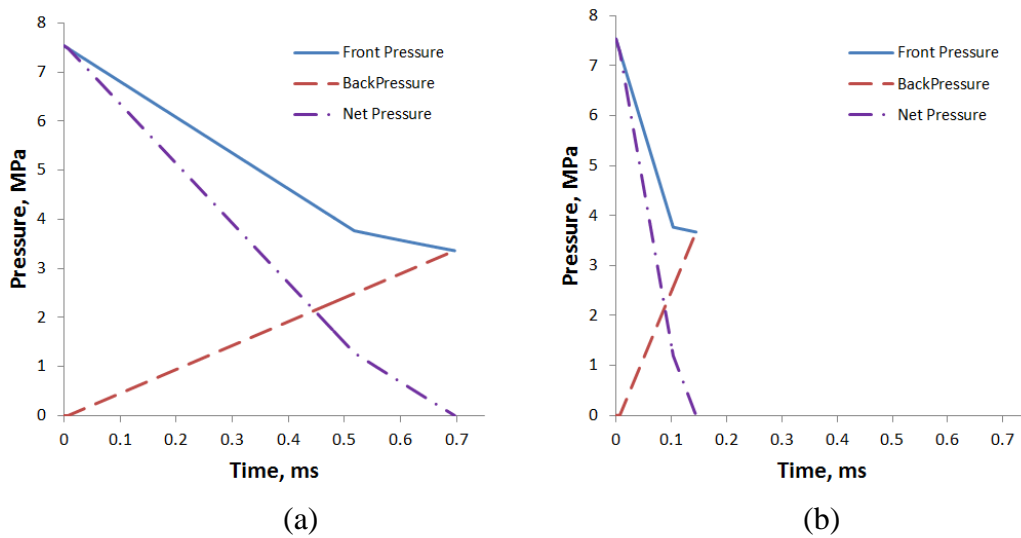 8
7
6
5
4
3
2
1
0
Pressure, MPa
Front Pressure
BackPressure
Net Pressure
0 0.1 0.2 0.3 0.4 0.5 0.6 0.7
Time, ms
(a)
8
7
6
5
4
3
2
1
0
Pressure, MPa
Front Pressure
BackPressure
Net Pressure
0 0.1 0.2 0.3 0.4 0.5 0.6 0.7
Time, ms
(b)